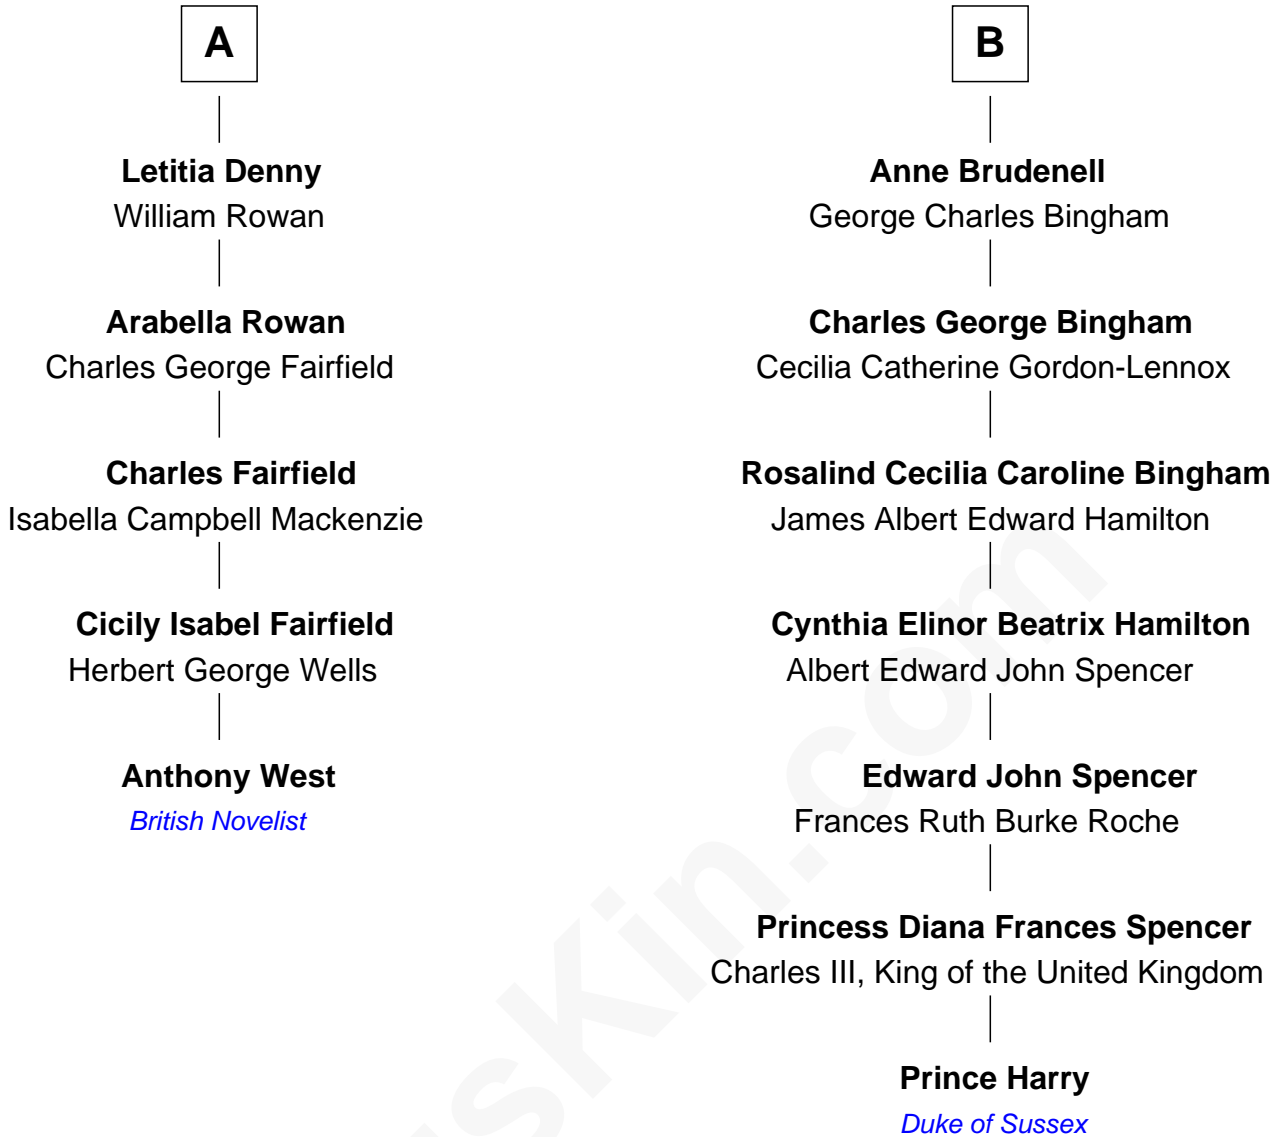 A
Letitia Denny
William Rowan
Arabella Rowan
Charles George Fairfield
Charles Fairfield
Isabella Campbell Mackenzie
Cicily Isabel Fairfield
Herbert George Wells
Anthony West
British Novelist
B
Anne Brudenell
George Charles Bingham
Charles George Bingham
Cecilia Catherine Gordon-Lennox
Rosalind Cecilia Caroline Bingham
James Albert Edward Hamilton
Cynthia Elinor Beatrix Hamilton
Albert Edward John Spencer
Edward John Spencer
Frances Ruth Burke Roche
Princess Diana Frances Spencer
Charles III, King of the United Kingdom
Prince Harry
Duke of Sussex